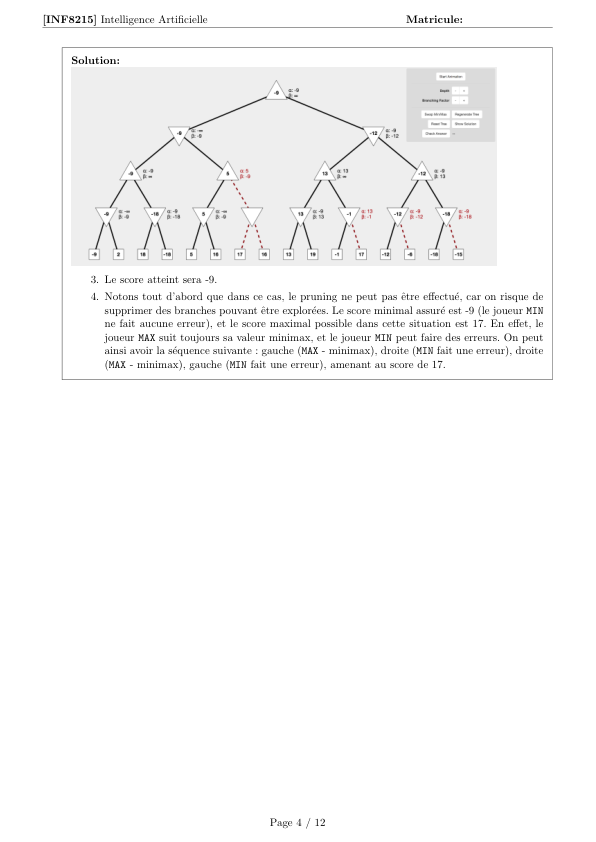 [INF8215] Intelligence Artificielle Matricule:
Solution:
Start Animation
Depth
Branching Factor
Swap Min/Max Regenerate Tree
Reset Tree Show Solution
Check Answer
-9 α: -9
β: ∞
-9 α: -∞
β: -9
-12 α: -9
β: -12
-9 α: -9
β: ∞
5 α: 5
β: -9
13 α: 13
β: ∞
-12 α: -9
β: 13
-9 α: -∞
β: -9
-18 α: -9
β: -18
5 α: -∞
β: -9
13 α: -9
β: 13
-1 α: 13
β: -1
-12 α: -9
β: -12
-18 α: -9
β: -18
-9 2 18 -18 5 16 17 16 13 19 -1 17 -12 -8 -18 -15
3. Le score atteint sera -9.
4. Notons tout d'abord que dans ce cas, le pruning ne peut pas être effectué, car on risque de
supprimer des branches pouvant être explorées. Le score minimal assuré est -9 (le joueur MIN
ne fait aucune erreur), et le score maximal possible dans cette situation est 17. En effet, le
joueur MAX suit toujours sa valeur minimax, et le joueur MIN peut faire des erreurs. On peut
ainsi avoir la séquence suivante : gauche (MAX - minimax), droite (MIN fait une erreur), droite
(MAX - minimax), gauche (MIN fait une erreur), amenant au score de 17.
Page 4 / 12